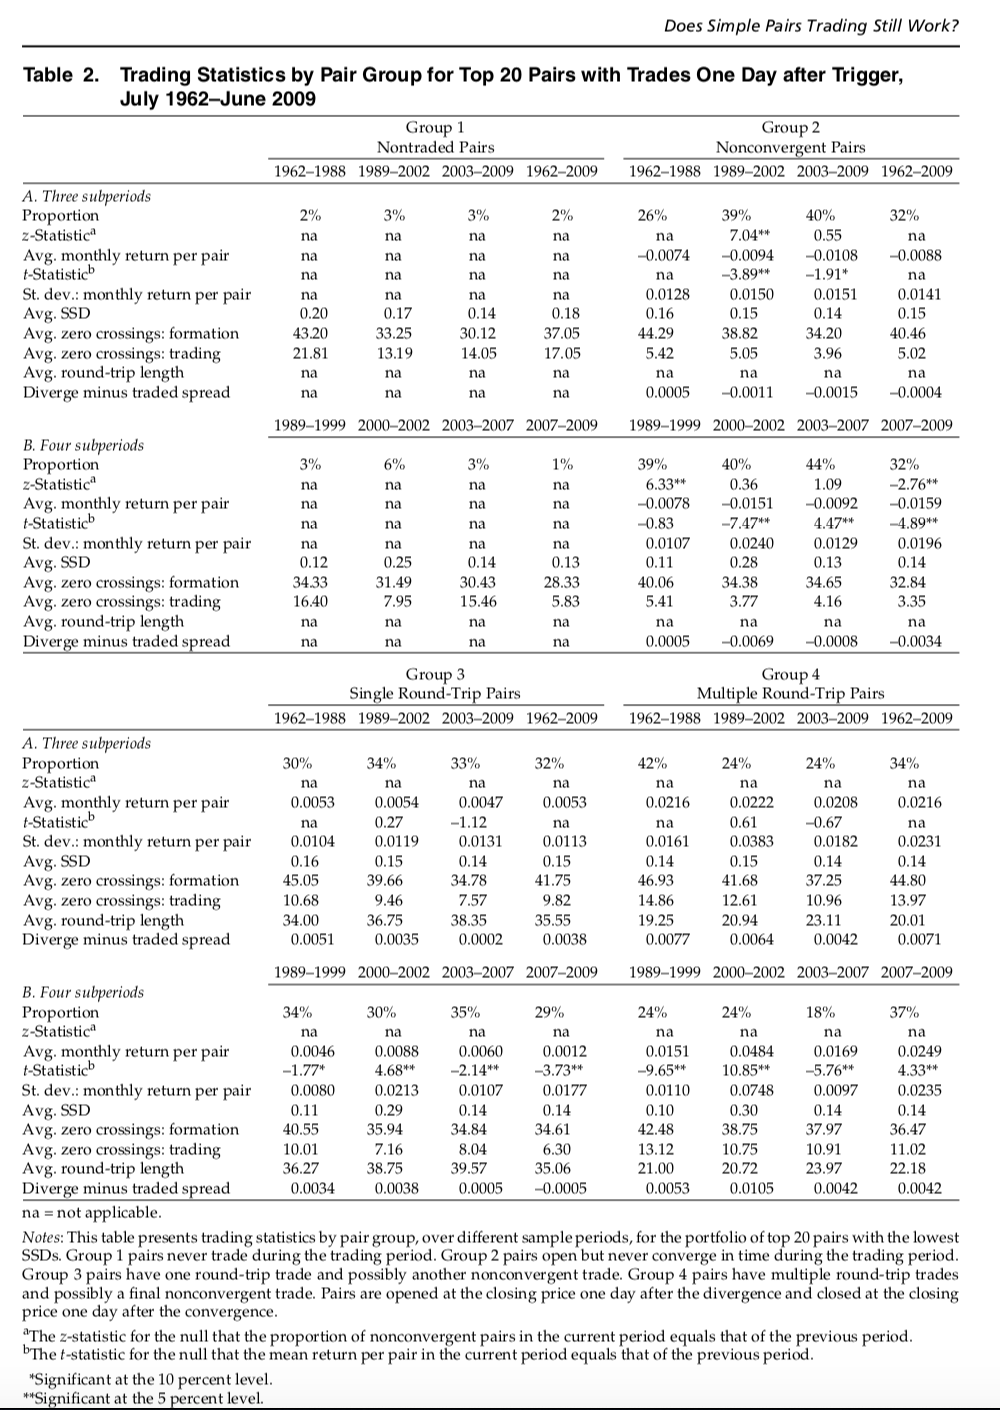 Does Simple Pairs Trading Still Work?
Table 2. Trading Statistics by Pair Group for Top 20 Pairs with Trades One Day after Trigger,
July 1962–June 2009
Group 1 Group 2
Nontraded Pairs Nonconvergent Pairs
1962–1988 1989–2002 2003–2009 1962–2009 1962–1988 1989–2002 2003–2009 1962–2009
A. Three subperiods
Proportion 2% 3% 3% 2% 26% 39% 40% 32%
z-Statisticᵃ na na na na na 7.04** 0.55 na
Avg. monthly return per pair na na na na –0.0074 –0.0094 –0.0108 –0.0088
t-Statisticᵇ na na na na na –3.89** –1.91* na
St. dev.: monthly return per pair na na na na 0.0128 0.0150 0.0151 0.0141
Avg. SSD 0.20 0.17 0.14 0.18 0.16 0.15 0.14 0.15
Avg. zero crossings: formation 43.20 33.25 30.12 37.05 44.29 38.82 34.20 40.46
Avg. zero crossings: trading 21.81 13.19 14.05 17.05 5.42 5.05 3.96 5.02
Avg. round-trip length na na na na na na na na
Diverge minus traded spread na na na na 0.0005 –0.0011 –0.0015 –0.0004
1989–1999 2000–2002 2003–2007 2007–2009 1989–1999 2000–2002 2003–2007 2007–2009
B. Four subperiods
Proportion 3% 6% 3% 1% 39% 40% 44% 32%
z-Statisticᵃ na na na na 6.33** 0.36 1.09 –2.76**
Avg. monthly return per pair na na na na –0.0078 –0.0151 –0.0092 –0.0159
t-Statisticᵇ na na na na –0.83 –7.47** 4.47** –4.89**
St. dev.: monthly return per pair na na na na 0.0107 0.0240 0.0129 0.0196
Avg. SSD 0.12 0.25 0.14 0.13 0.11 0.28 0.13 0.14
Avg. zero crossings: formation 34.33 31.49 30.43 28.33 40.06 34.38 34.65 32.84
Avg. zero crossings: trading 16.40 7.95 15.46 5.83 5.41 3.77 4.16 3.35
Avg. round-trip length na na na na na na na na
Diverge minus traded spread na na na na 0.0005 –0.0069 –0.0008 –0.0034
Group 3 Group 4
Single Round-Trip Pairs Multiple Round-Trip Pairs
1962–1988 1989–2002 2003–2009 1962–2009 1962–1988 1989–2002 2003–2009 1962–2009
A. Three subperiods
Proportion 30% 34% 33% 32% 42% 24% 24% 34%
z-Statisticᵃ na na na na na na na na
Avg. monthly return per pair 0.0053 0.0054 0.0047 0.0053 0.0216 0.0222 0.0208 0.0216
t-Statisticᵇ na 0.27 –1.12 na na 0.61 –0.67 na
St. dev.: monthly return per pair 0.0104 0.0119 0.0131 0.0113 0.0161 0.0383 0.0182 0.0231
Avg. SSD 0.16 0.15 0.14 0.15 0.14 0.15 0.14 0.14
Avg. zero crossings: formation 45.05 39.66 34.78 41.75 46.93 41.68 37.25 44.80
Avg. zero crossings: trading 10.68 9.46 7.57 9.82 14.86 12.61 10.96 13.97
Avg. round-trip length 34.00 36.75 38.35 35.55 19.25 20.94 23.11 20.01
Diverge minus traded spread 0.0051 0.0035 0.0002 0.0038 0.0077 0.0064 0.0042 0.0071
1989–1999 2000–2002 2003–2007 2007–2009 1989–1999 2000–2002 2003–2007 2007–2009
B. Four subperiods
Proportion 34% 30% 35% 29% 24% 24% 18% 37%
z-Statisticᵃ na na na na na na na na
Avg. monthly return per pair 0.0046 0.0088 0.0060 0.0012 0.0151 0.0484 0.0169 0.0249
t-Statisticᵇ –1.77* 4.68** –2.14** –3.73** –9.65** 10.85** –5.76** 4.33**
St. dev.: monthly return per pair 0.0080 0.0213 0.0107 0.0177 0.0110 0.0748 0.0097 0.0235
Avg. SSD 0.11 0.29 0.14 0.14 0.10 0.30 0.14 0.14
Avg. zero crossings: formation 40.55 35.94 34.84 34.61 42.48 38.75 37.97 36.47
Avg. zero crossings: trading 10.01 7.16 8.04 6.30 13.12 10.75 10.91 11.02
Avg. round-trip length 36.27 38.75 39.57 35.06 21.00 20.72 23.97 22.18
Diverge minus traded spread 0.0034 0.0038 0.0005 –0.0005 0.0053 0.0105 0.0042 0.0042
na = not applicable.
Notes: This table presents trading statistics by pair group, over different sample periods, for the portfolio of top 20 pairs with the lowest
SSDs. Group 1 pairs never trade during the trading period. Group 2 pairs open but never converge in time during the trading period.
Group 3 pairs have one round-trip trade and possibly another nonconvergent trade. Group 4 pairs have multiple round-trip trades
and possibly a final nonconvergent trade. Pairs are opened at the closing price one day after the divergence and closed at the closing
price one day after the convergence.
ᵃThe z-statistic for the null that the proportion of nonconvergent pairs in the current period equals that of the previous period.
ᵇThe t-statistic for the null that the mean return per pair in the current period equals that of the previous period.
*Significant at the 10 percent level.
**Significant at the 5 percent level.